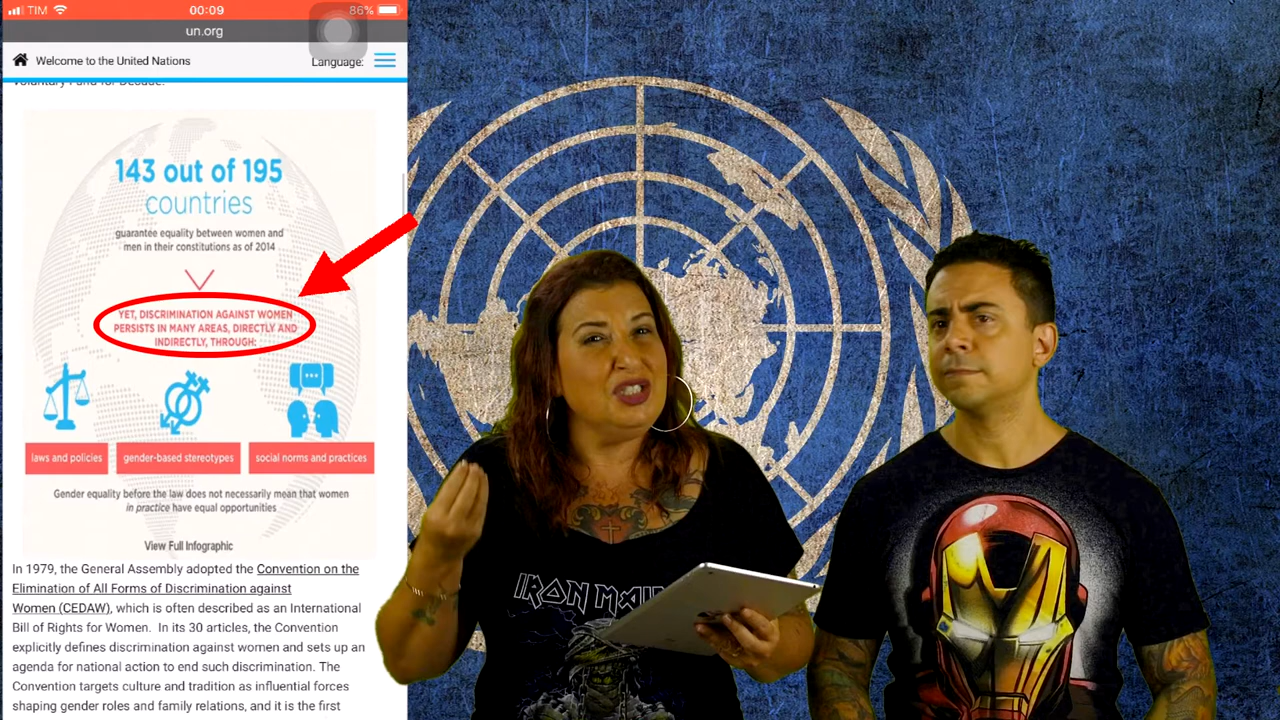 TIM
00:09
86%
un.org
Welcome to the United Nations
Language:
Voluntary Fund for Decade.
143 out of 195
countries
guarantee equality between women and
men in their constitutions as of 2014
YET, DISCRIMINATION AGAINST WOMEN
PERSISTS IN MANY AREAS, DIRECTLY AND
INDIRECTLY, THROUGH:
laws and policies
gender-based stereotypes
social norms and practices
Gender equality before the law does not necessarily mean that women
in practice have equal opportunities
View Full Infographic
In 1979, the General Assembly adopted the Convention on the
Elimination of All Forms of Discrimination against
Women (CEDAW), which is often described as an International
Bill of Rights for Women. In its 30 articles, the Convention
explicitly defines discrimination against women and sets up an
agenda for national action to end such discrimination. The
Convention targets culture and tradition as influential forces
shaping gender roles and family relations, and it is the first
IRON MAI